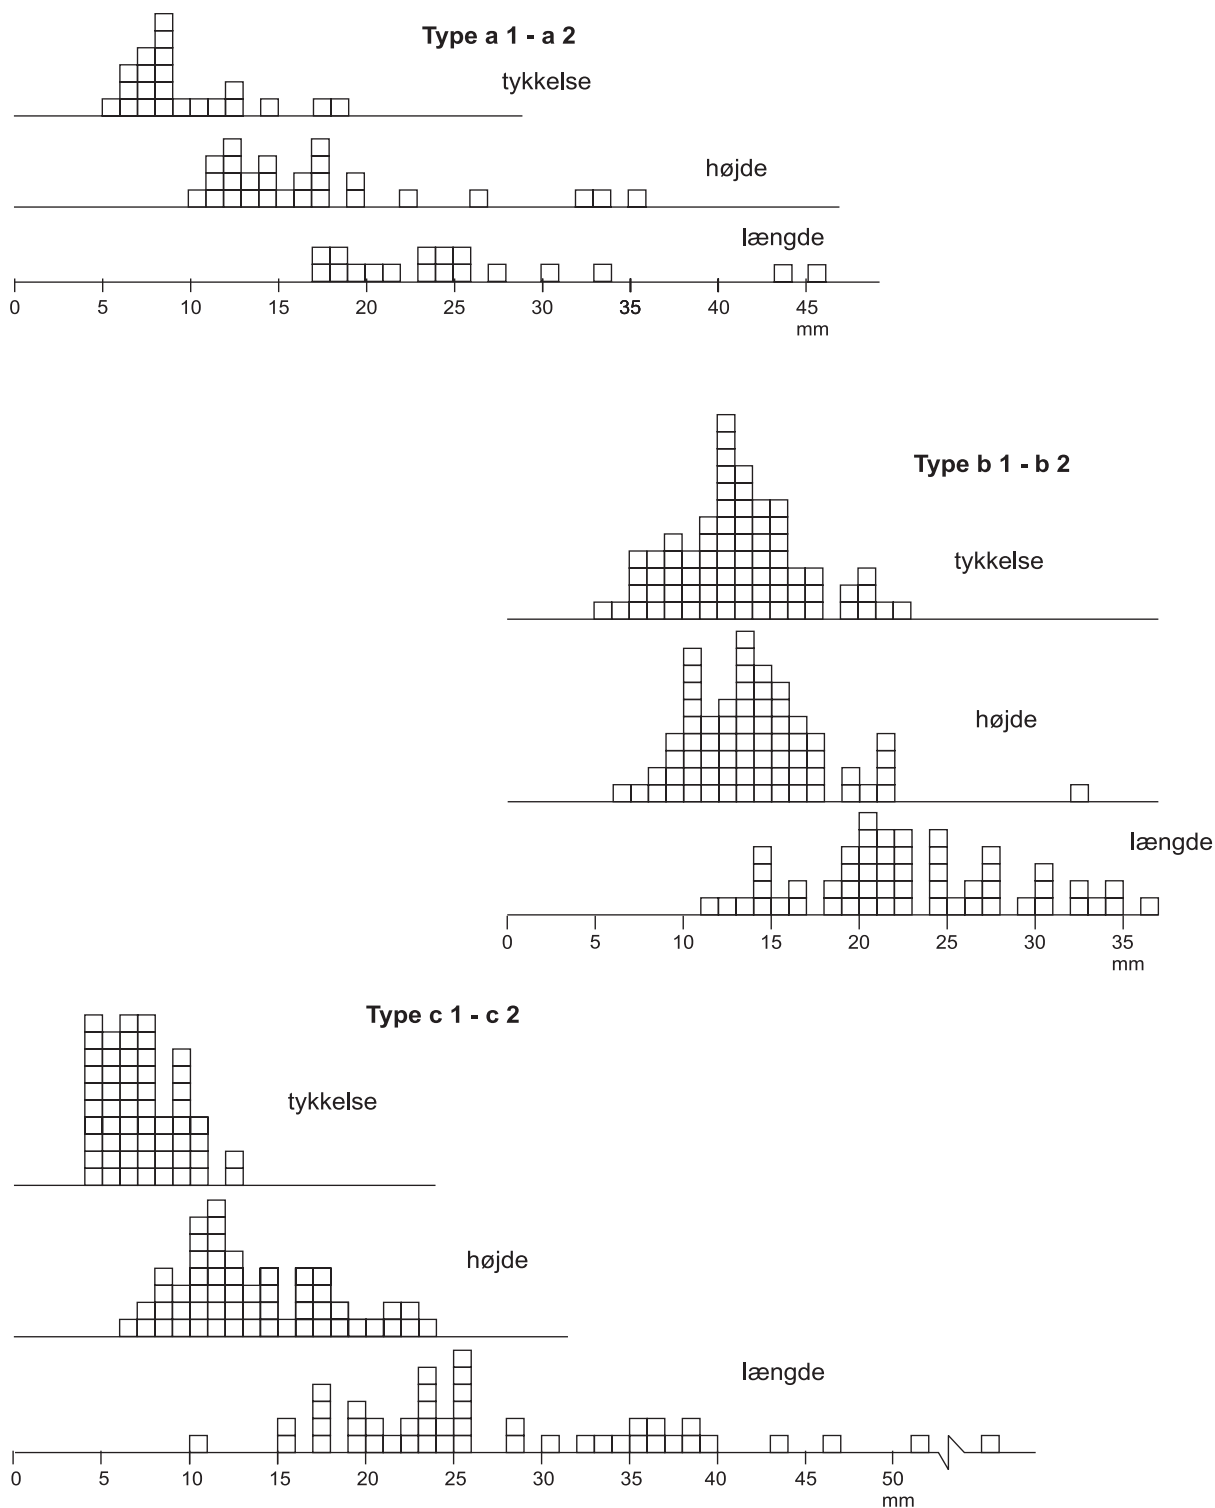 Type a 1 - a 2
tykkelse
højde
længde
0 5 10 15 20 25 30 35 40 45
mm
Type b 1 - b 2
tykkelse
højde
længde
0 5 10 15 20 25 30 35
mm
Type c 1 - c 2
tykkelse
højde
længde
0 5 10 15 20 25 30 35 40 45 50
mm